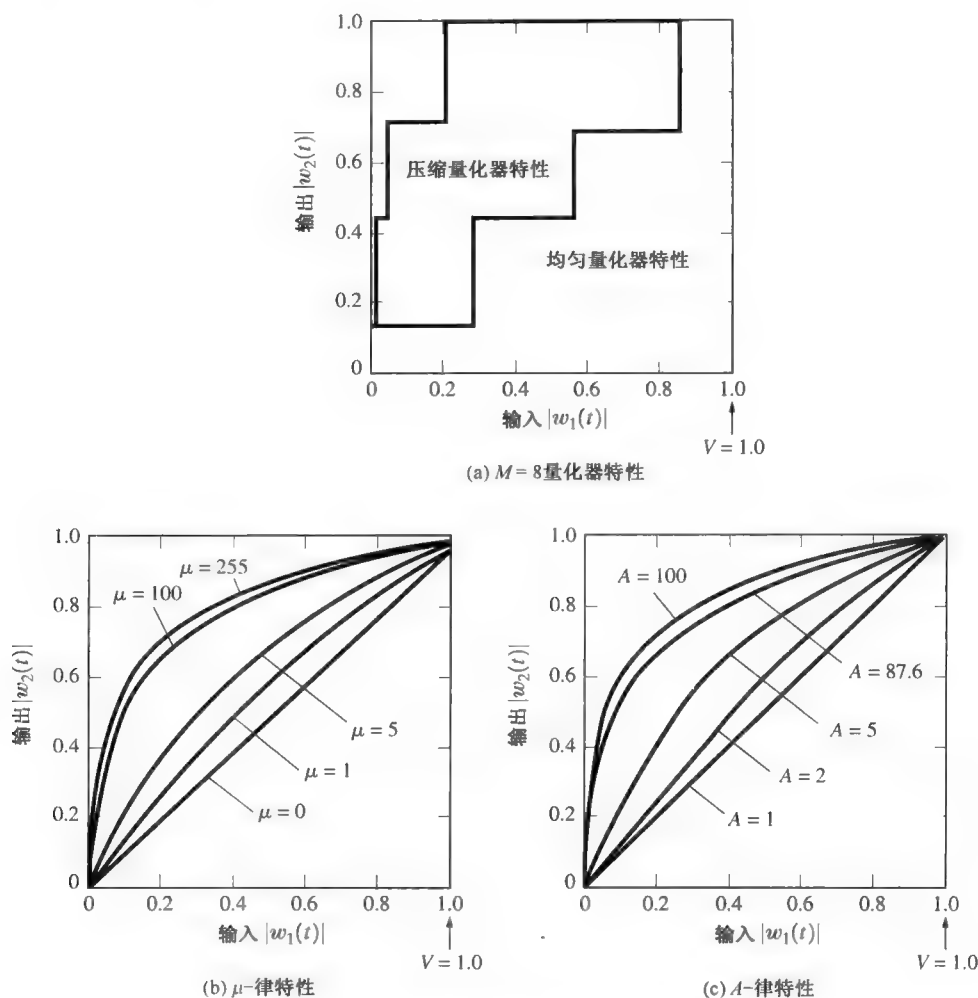 1.0
0.8
0.6
0.4
0.2
0
输出|w₂(t)|
压缩量化器特性
均匀量化器特性
0 0.2 0.4 0.6 0.8 1.0
输入|w₁(t)|
V = 1.0
(a) M = 8量化器特性
1.0
0.8
0.6
0.4
0.2
0
输出|w₂(t)|
μ = 255
μ = 100
μ = 5
μ = 1
μ = 0
0 0.2 0.4 0.6 0.8 1.0
输入|w₁(t)|
V = 1.0
(b) μ-律特性
1.0
0.8
0.6
0.4
0.2
0
输出|w₂(t)|
A = 100
A = 87.6
A = 5
A = 2
A = 1
0 0.2 0.4 0.6 0.8 1.0
输入|w₁(t)|
V = 1.0
(c) A-律特性